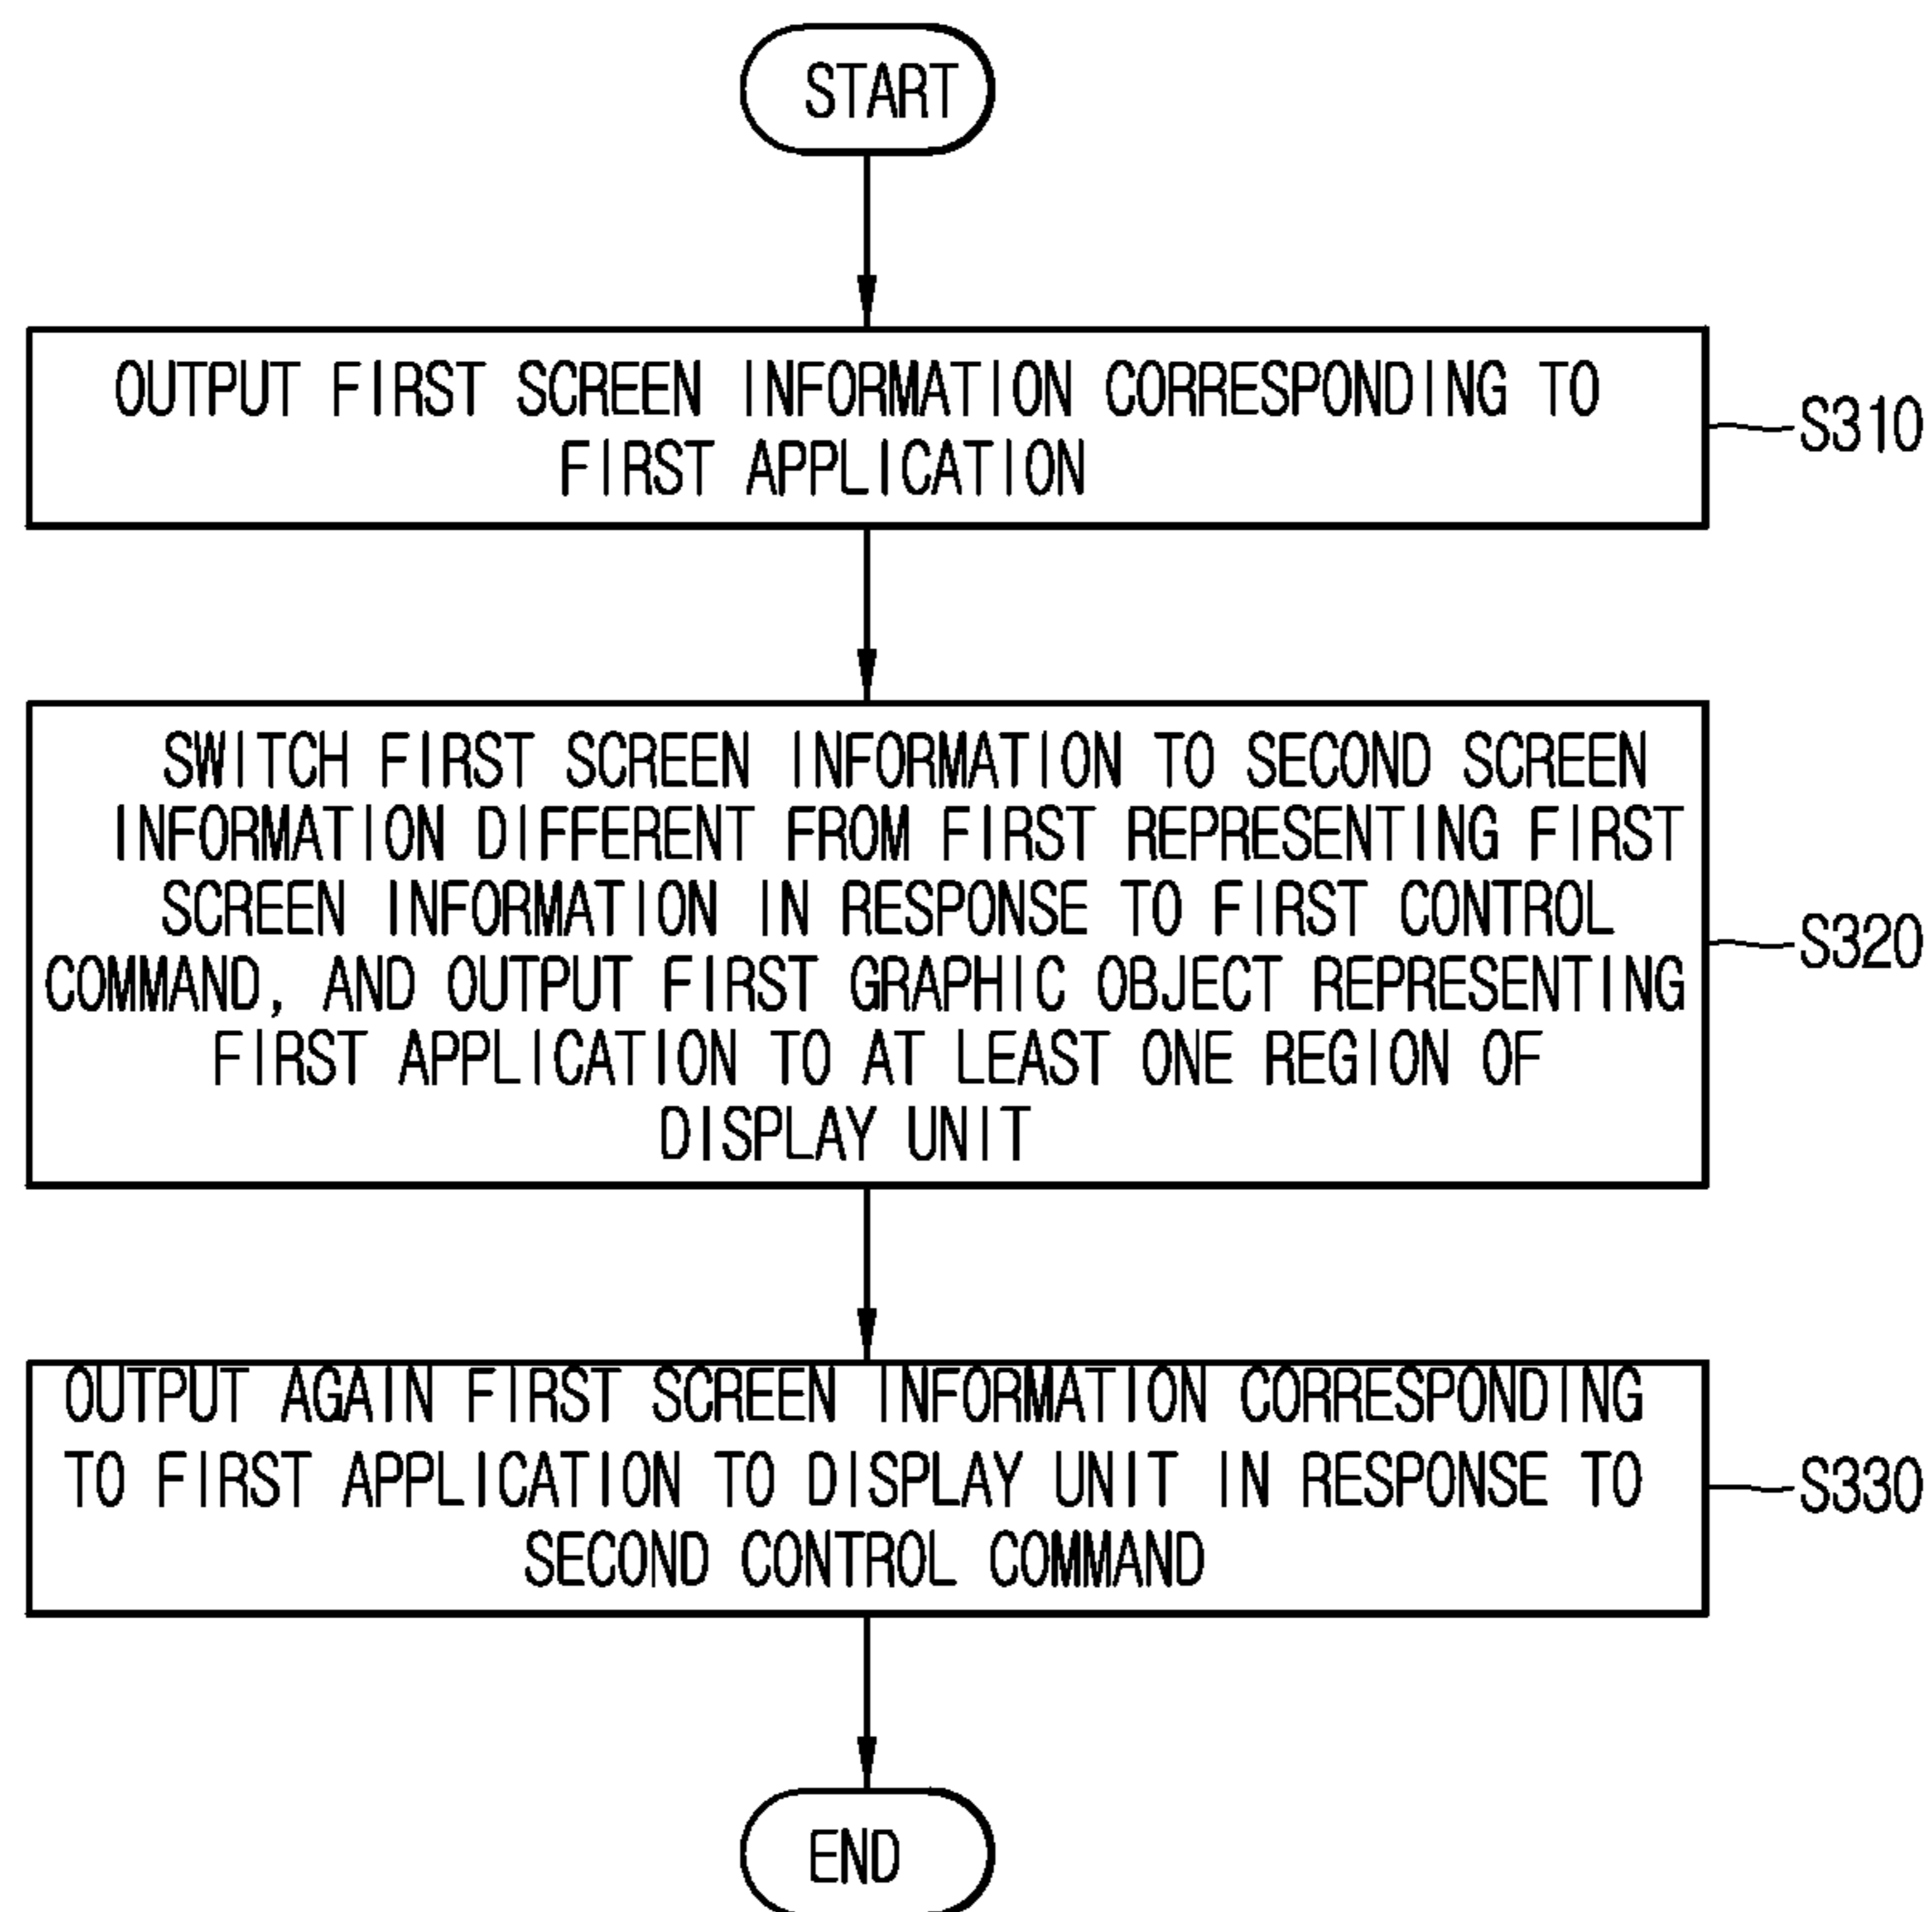 START
OUTPUT FIRST SCREEN INFORMATION CORRESPONDING TO
FIRST APPLICATION
S310
SWITCH FIRST SCREEN INFORMATION TO SECOND SCREEN
INFORMATION DIFFERENT FROM FIRST REPRESENTING FIRST
SCREEN INFORMATION IN RESPONSE TO FIRST CONTROL
COMMAND, AND OUTPUT FIRST GRAPHIC OBJECT REPRESENTING
FIRST APPLICATION TO AT LEAST ONE REGION OF
DISPLAY UNIT
S320
OUTPUT AGAIN FIRST SCREEN INFORMATION CORRESPONDING
TO FIRST APPLICATION TO DISPLAY UNIT IN RESPONSE TO
SECOND CONTROL COMMAND
S330
END